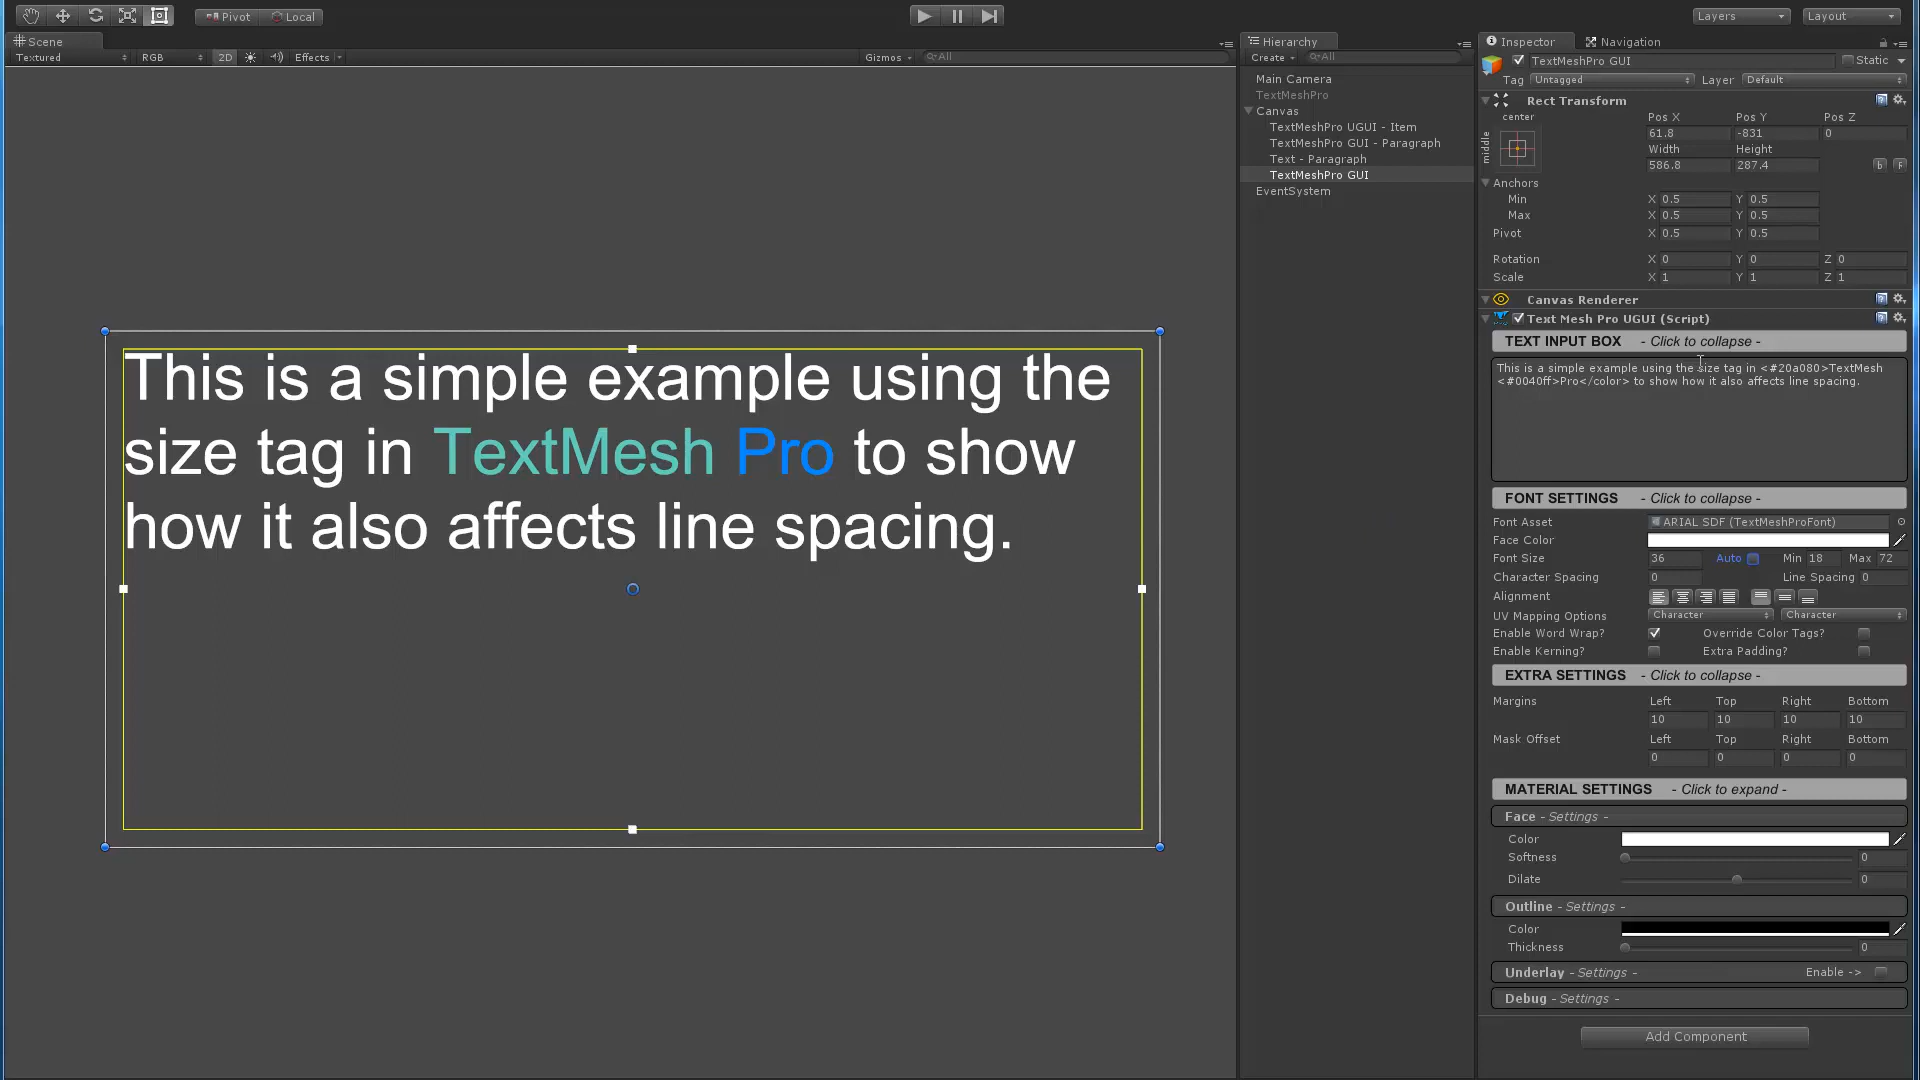 Pivot Local Layers Layout
Scene
Textured RGB 2D Effects Gizmos All
This is a simple example using the
size tag in TextMesh Pro to show
how it also affects line spacing.
Hierarchy
Create All
Main Camera
TextMeshPro
Canvas
TextMeshPro UGUI - Item
TextMeshPro GUI - Paragraph
Text - Paragraph
TextMeshPro GUI
EventSystem
Inspector Navigation
TextMeshPro GUI Static
Tag Untagged Layer Default
Rect Transform
center Pos X Pos Y Pos Z
middle 61.8 -831 0
Width Height
586.8 287.4
Anchors
Min X 0.5 Y 0.5
Max X 0.5 Y 0.5
Pivot X 0.5 Y 0.5
Rotation X 0 Y 0 Z 0
Scale X 1 Y 1 Z 1
Canvas Renderer
Text Mesh Pro UGUI (Script)
TEXT INPUT BOX - Click to collapse -
This is a simple example using the size tag in <#20a080>TextMesh
<#0040ff>Pro</color> to show how it also affects line spacing.
FONT SETTINGS - Click to collapse -
Font Asset ARIAL SDF (TextMeshProFont)
Face Color
Font Size 36 Auto Min 18 Max 72
Character Spacing 0 Line Spacing 0
Alignment
UV Mapping Options Character Character
Enable Word Wrap? Override Color Tags?
Enable Kerning? Extra Padding?
EXTRA SETTINGS - Click to collapse -
Margins Left Top Right Bottom
10 10 10 10
Mask Offset Left Top Right Bottom
0 0 0 0
MATERIAL SETTINGS - Click to expand -
Face - Settings -
Color
Softness 0
Dilate 0
Outline - Settings -
Color
Thickness 0
Underlay - Settings - Enable ->
Debug - Settings -
Add Component